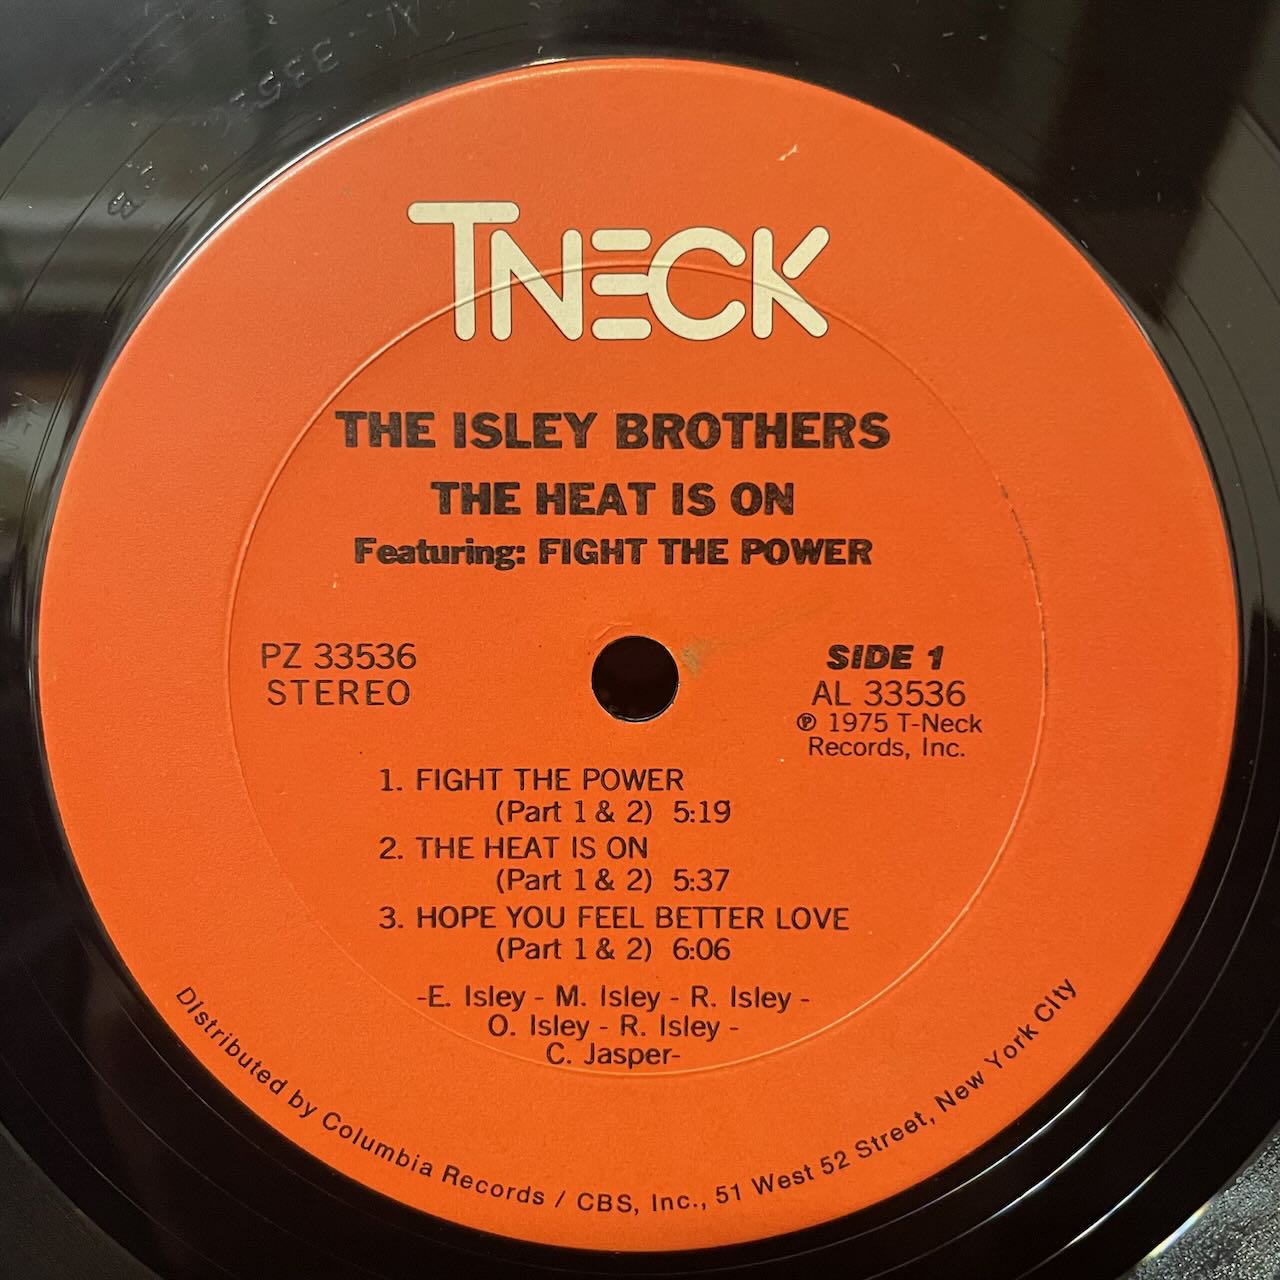 TNECK
THE ISLEY BROTHERS
THE HEAT IS ON
Featuring: FIGHT THE POWER
PZ 33536
STEREO
SIDE 1
AL 33536
℗ 1975 T-Neck
Records, Inc.
1. FIGHT THE POWER
(Part 1 & 2) 5:19
2. THE HEAT IS ON
(Part 1 & 2) 5:37
3. HOPE YOU FEEL BETTER LOVE
(Part 1 & 2) 6:06
-E. Isley - M. Isley - R. Isley -
O. Isley - R. Isley -
C. Jasper-
Distributed by Columbia Records / CBS, Inc., 51 West 52 Street, New York City